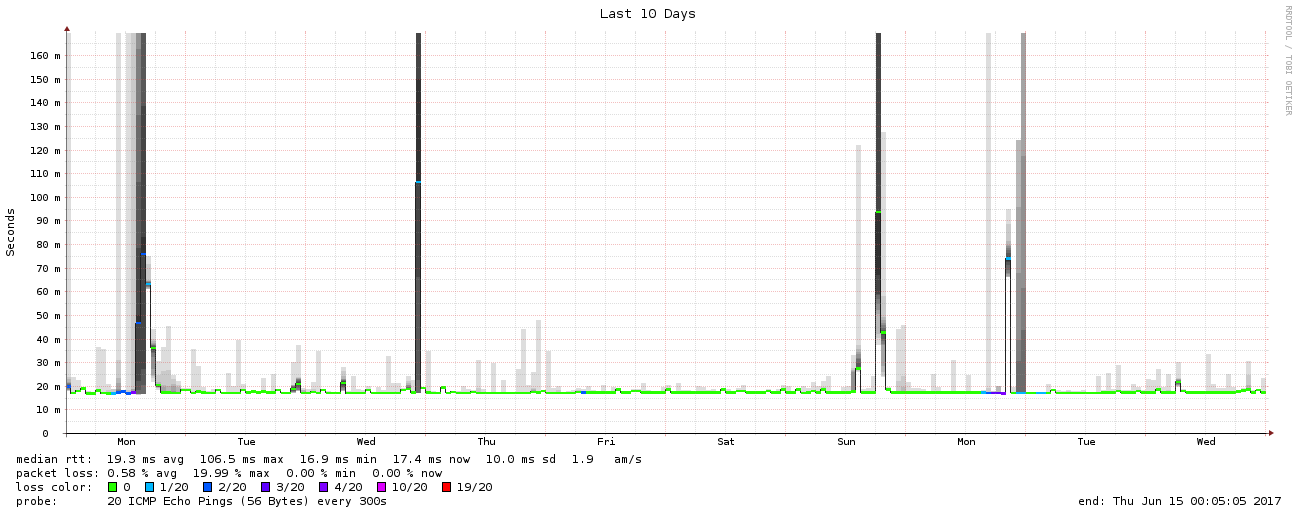 Last 10 Days
RRDTOOL / TOBI OETIKER
Seconds
160 m
150 m
140 m
130 m
120 m
110 m
100 m
90 m
80 m
70 m
60 m
50 m
40 m
30 m
20 m
10 m
0
Mon Tue Wed Thu Fri Sat Sun Mon Tue Wed
median rtt: 19.3 ms avg 106.5 ms max 16.9 ms min 17.4 ms now 10.0 ms sd 1.9 am/s
packet loss: 0.58 % avg 19.99 % max 0.00 % min 0.00 % now
loss color: 0 1/20 2/20 3/20 4/20 10/20 19/20
probe: 20 ICMP Echo Pings (56 Bytes) every 300s end: Thu Jun 15 00:05:05 2017